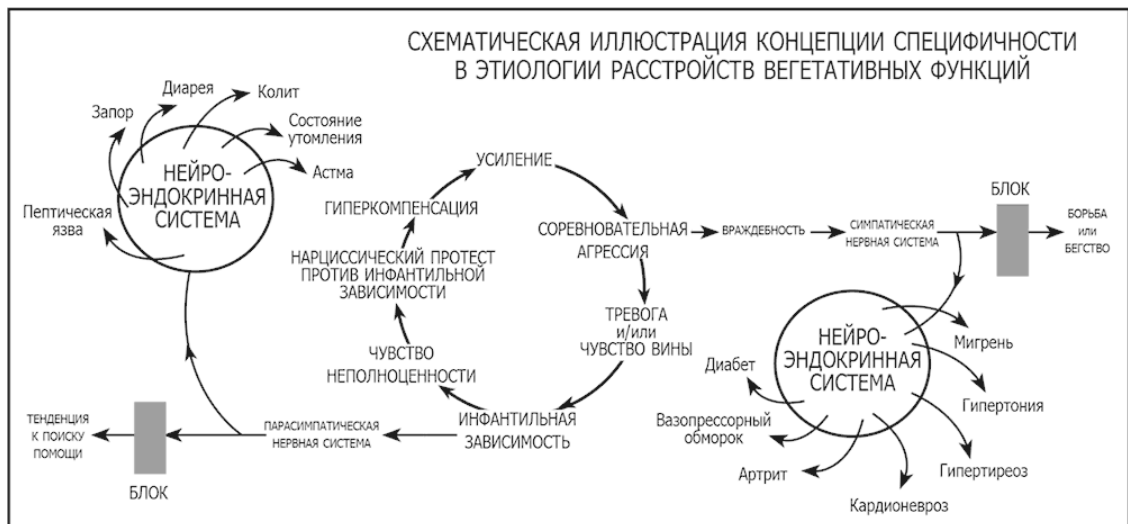 СХЕМАТИЧЕСКАЯ ИЛЛЮСТРАЦИЯ КОНЦЕПЦИИ СПЕЦИФИЧНОСТИ
В ЭТИОЛОГИИ РАССТРОЙСТВ ВЕГЕТАТИВНЫХ ФУНКЦИЙ
Запор
Диарея
Колит
Состояние
утомления
Астма
НЕЙРО-
ЭНДОКРИННАЯ
СИСТЕМА
Пептическая
язва
УСИЛЕНИЕ
ГИПЕРКОМПЕНСАЦИЯ
НАРЦИССИЧЕСКИЙ ПРОТЕСТ
ПРОТИВ ИНФАНТИЛЬНОЙ
ЗАВИСИМОСТИ
ЧУВСТВО
НЕПОЛНОЦЕННОСТИ
СОРЕВНОВАТЕЛЬНАЯ
АГРЕССИЯ
ВРАЖДЕБНОСТЬ
СИМПАТИЧЕСКАЯ
НЕРВНАЯ СИСТЕМА
БЛОК
БОРЬБА
или
БЕГСТВО
ТРЕВОГА
и/или
ЧУВСТВО ВИНЫ
ИНФАНТИЛЬНАЯ
ЗАВИСИМОСТЬ
ПАРАСИМПАТИЧЕСКАЯ
НЕРВНАЯ СИСТЕМА
БЛОК
ТЕНДЕНЦИЯ
К ПОИСКУ
ПОМОЩИ
НЕЙРО-
ЭНДОКРИННАЯ
СИСТЕМА
Мигрень
Гипертония
Гипертиреоз
Кардионевроз
Артрит
Вазопрессорный
обморок
Диабет